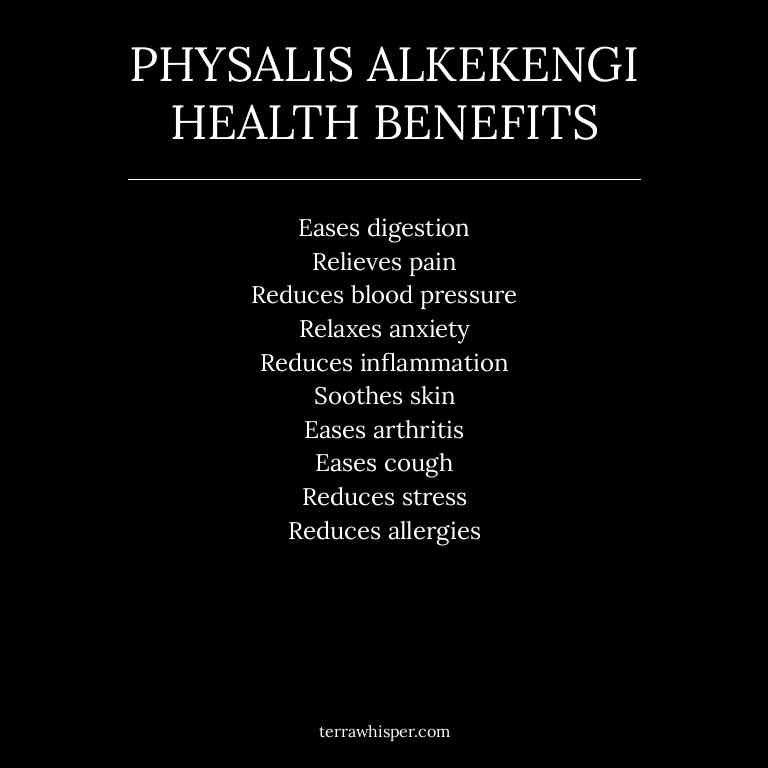 PHYSALIS ALKEKENGI
HEALTH BENEFITS
Eases digestion
Relieves pain
Reduces blood pressure
Relaxes anxiety
Reduces inflammation
Soothes skin
Eases arthritis
Eases cough
Reduces stress
Reduces allergies
terrawhisper.com